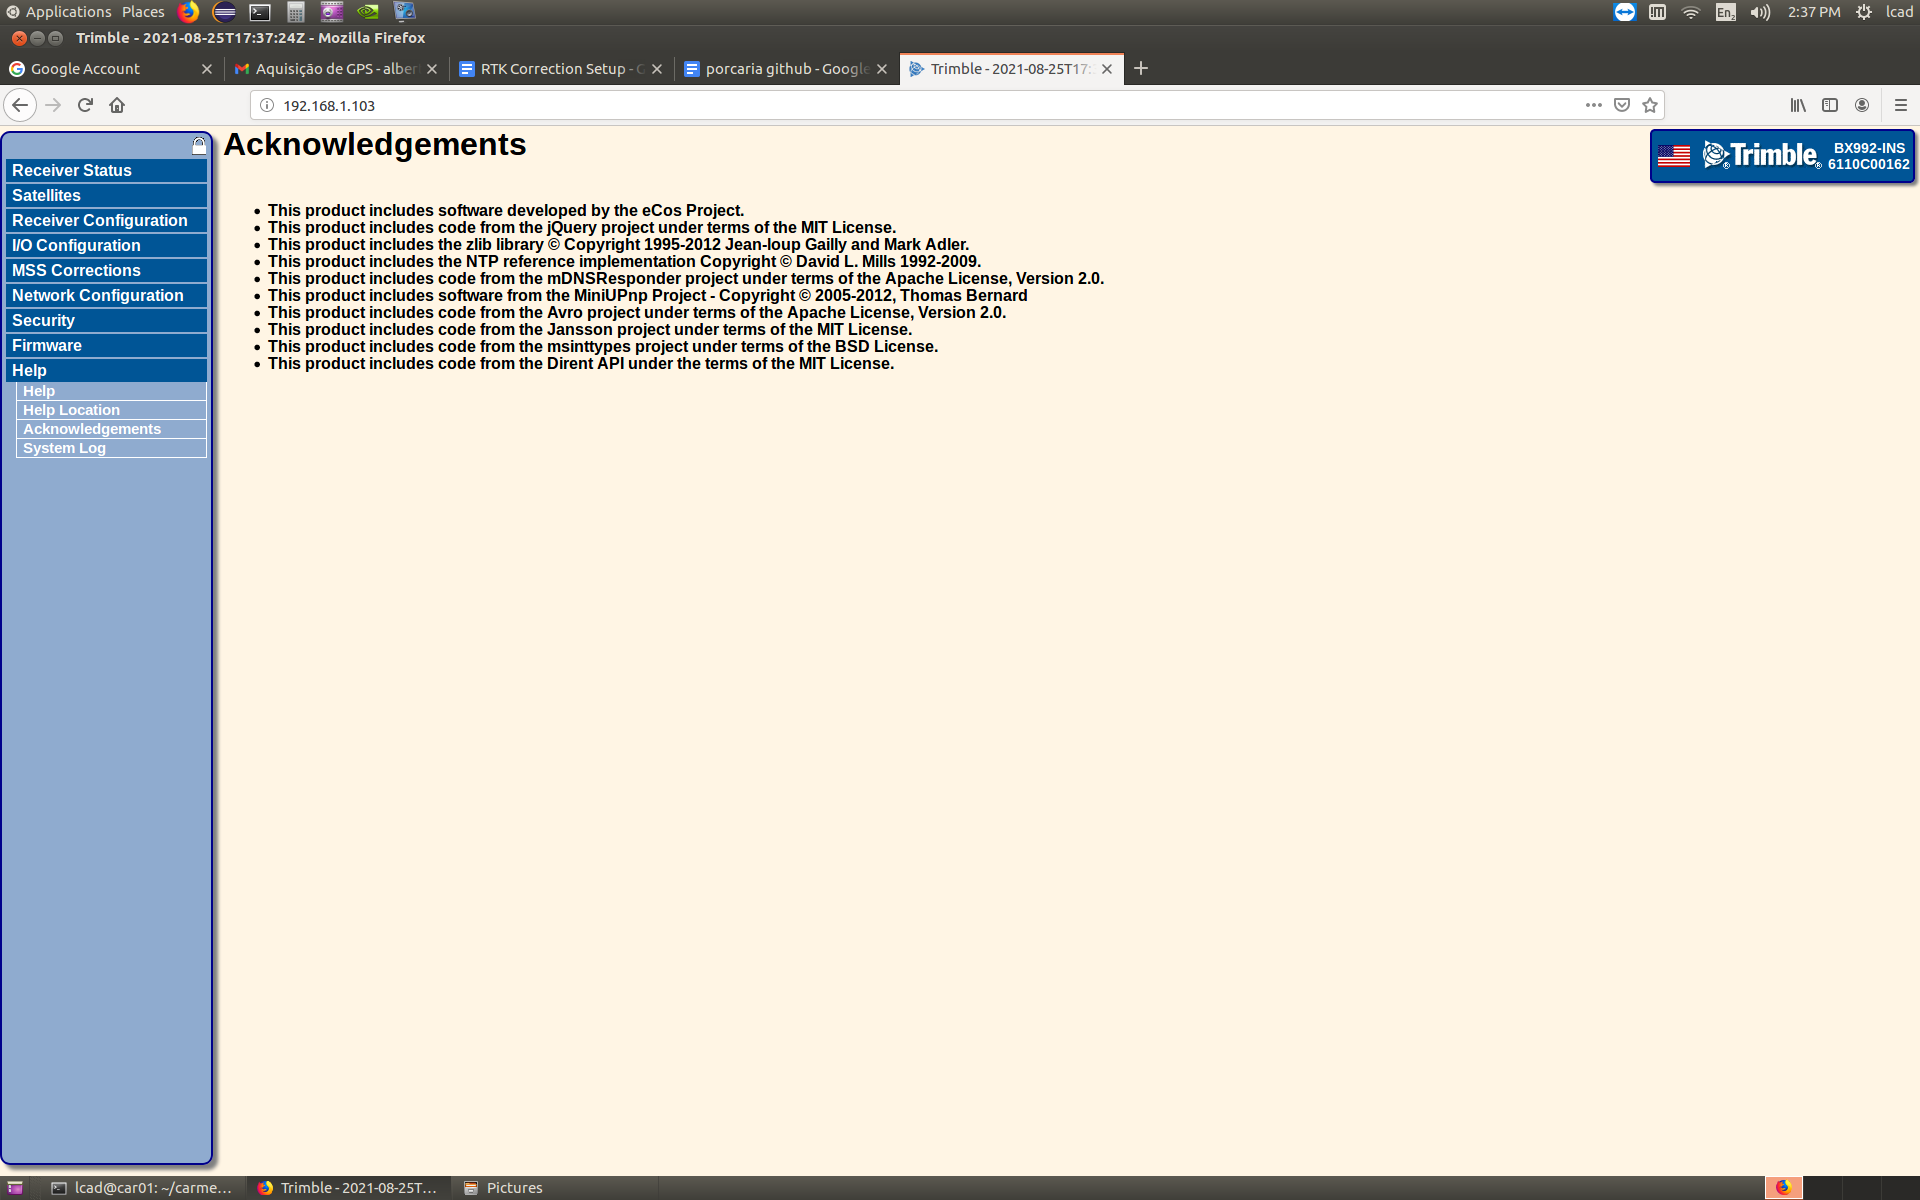 Applications Places
2:37 PM lcad
En2
Trimble - 2021-08-25T17:37:24Z - Mozilla Firefox
Google Account
Aquisição de GPS - alber
RTK Correction Setup - G
porcaria github - Google
Trimble - 2021-08-25T17:
192.168.1.103
Receiver Status
Satellites
Receiver Configuration
I/O Configuration
MSS Corrections
Network Configuration
Security
Firmware
Help
Help
Help Location
Acknowledgements
System Log
Acknowledgements
This product includes software developed by the eCos Project.
This product includes code from the jQuery project under terms of the MIT License.
This product includes the zlib library © Copyright 1995-2012 Jean-loup Gailly and Mark Adler.
This product includes the NTP reference implementation Copyright © David L. Mills 1992-2009.
This product includes code from the mDNSResponder project under terms of the Apache License, Version 2.0.
This product includes software from the MiniUPnp Project - Copyright © 2005-2012, Thomas Bernard
This product includes code from the Avro project under terms of the Apache License, Version 2.0.
This product includes code from the Jansson project under terms of the MIT License.
This product includes code from the msinttypes project under terms of the BSD License.
This product includes code from the Dirent API under the terms of the MIT License.
Trimble®
BX992-INS
6110C00162
lcad@car01: ~/carme...
Trimble - 2021-08-25T...
Pictures